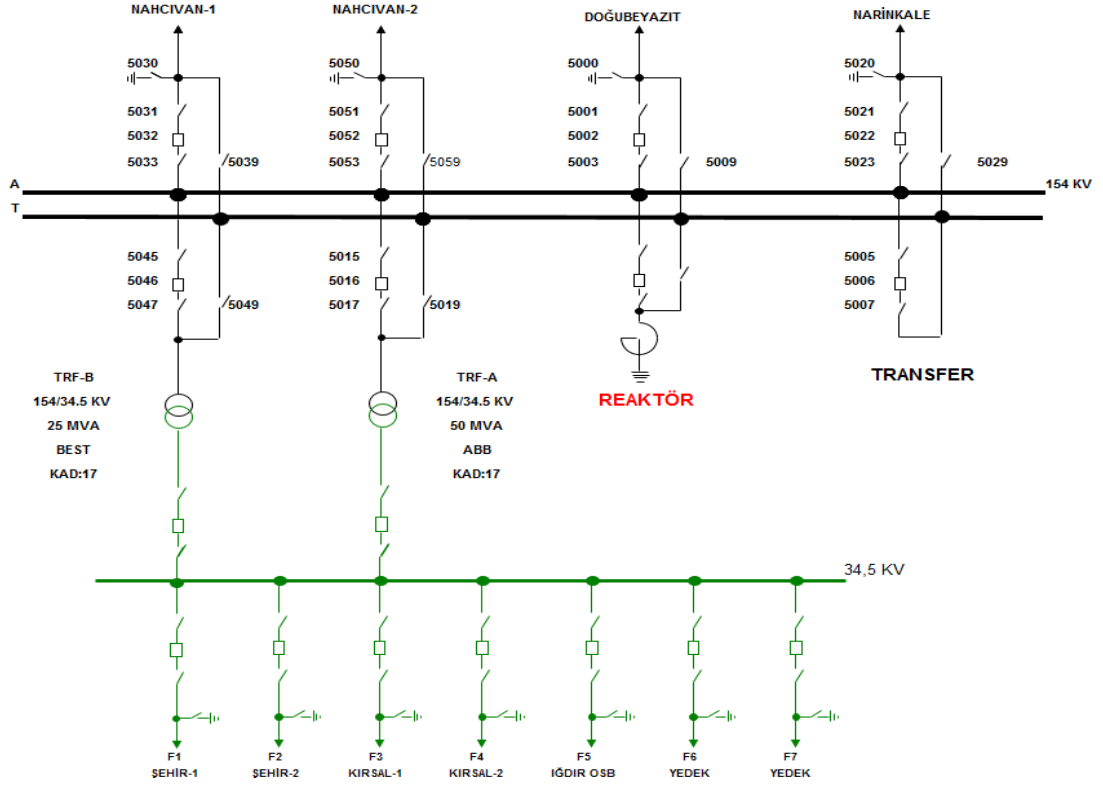 NAHCIVAN-1
NAHCIVAN-2
DOĞUBEYAZIT
NARİNKALE
5030
5050
5000
5020
5031
5051
5001
5021
5032
5052
5002
5022
5033
5039
5053
5059
5003
5009
5023
5029
A
154 KV
T
5045
5015
5005
5046
5016
5006
5047
5049
5017
5019
5007
TRF-B
154/34.5 KV
25 MVA
BEST
KAD:17
TRF-A
154/34.5 KV
50 MVA
ABB
KAD:17
REAKTÖR
TRANSFER
34,5 KV
F1
ŞEHİR-1
F2
ŞEHİR-2
F3
KIRSAL-1
F4
KIRSAL-2
F5
IĞDIR OSB
F6
YEDEK
F7
YEDEK